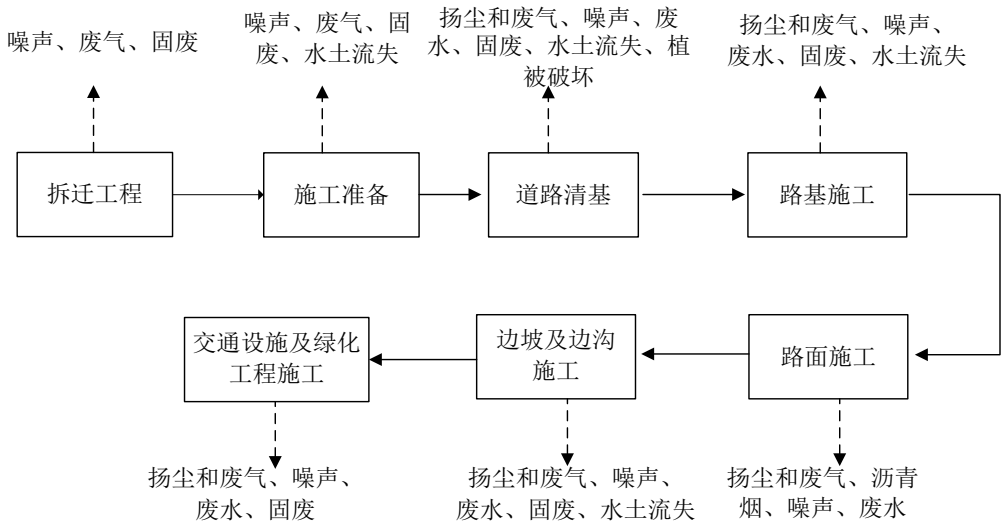 噪声、废气、固废
噪声、废气、固
废、水土流失
扬尘和废气、噪声、废
水、固废、水土流失、植
被破坏
扬尘和废气、噪声、
废水、固废、水土流失
拆迁工程
施工准备
道路清基
路基施工
交通设施及绿化
工程施工
边坡及边沟
施工
路面施工
扬尘和废气、噪声、
废水、固废
扬尘和废气、噪声、
废水、固废、水土流失
扬尘和废气、沥青
烟、噪声、废水